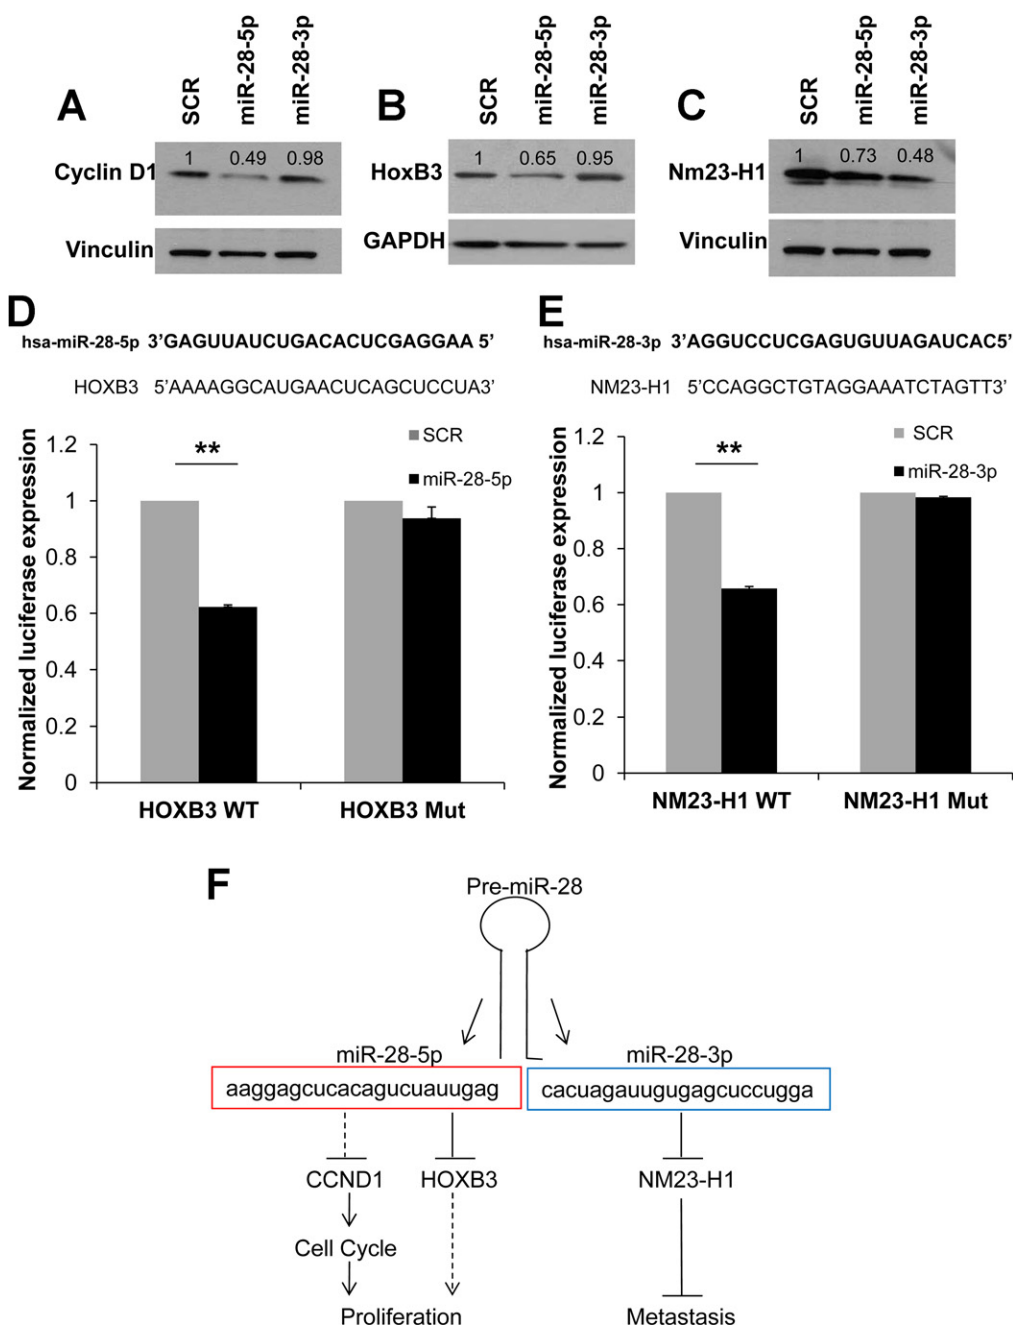 A
SCR
miR-28-5p
miR-28-3p
Cyclin D1
1 0.49 0.98
Vinculin
B
SCR
miR-28-5p
miR-28-3p
HoxB3
1 0.65 0.95
GAPDH
C
SCR
miR-28-5p
miR-28-3p
Nm23-H1
1 0.73 0.48
Vinculin
D
hsa-miR-28-5p 3’GAGUUAUCUGACACUCGAGGAA 5’
HOXB3 5’AAAAGGCAUGAACUCAGCUCCUA3’
Normalized luciferase expression
1.2
1
0.8
0.6
0.4
0.2
0
**
SCR
miR-28-5p
HOXB3 WT
HOXB3 Mut
E
hsa-miR-28-3p 3’AGGUCCUCGAGUGUUAGAUCAC5’
NM23-H1 5’CCAGGCTGTAGGAAATCTAGTT3’
Normalized luciferase expression
1.2
1
0.8
0.6
0.4
0.2
0
**
SCR
miR-28-3p
NM23-H1 WT
NM23-H1 Mut
F
Pre-miR-28
miR-28-5p
aaggagcucacagucuauugag
miR-28-3p
cacuagauugugagcuccugga
CCND1
HOXB3
NM23-H1
Cell Cycle
Proliferation
Metastasis